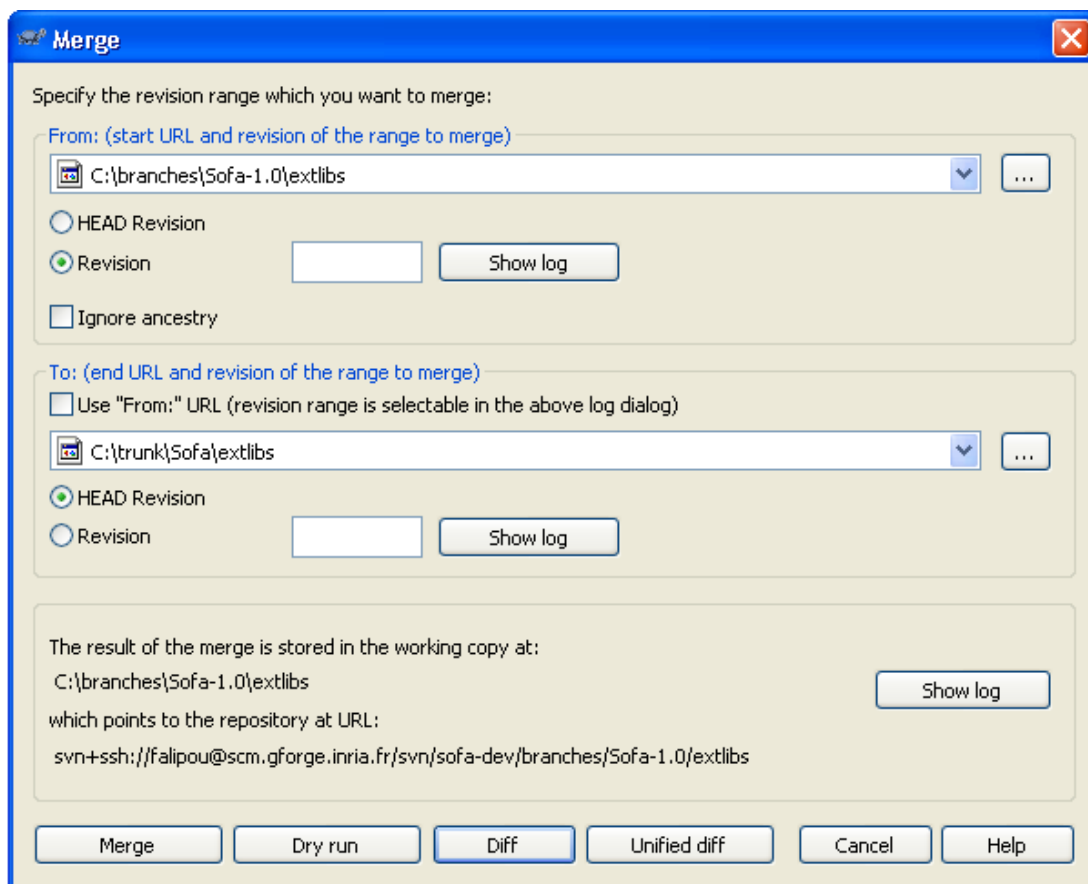 Merge
Specify the revision range which you want to merge:
From: (start URL and revision of the range to merge)
C:\branches\Sofa-1.0\extlibs
...
HEAD Revision
Revision
Show log
Ignore ancestry
To: (end URL and revision of the range to merge)
Use "From:" URL (revision range is selectable in the above log dialog)
C:\trunk\Sofa\extlibs
...
HEAD Revision
Revision
Show log
The result of the merge is stored in the working copy at:
C:\branches\Sofa-1.0\extlibs
Show log
which points to the repository at URL:
svn+ssh://falipou@scm.gforge.inria.fr/svn/sofa-dev/branches/Sofa-1.0/extlibs
Merge
Dry run
Diff
Unified diff
Cancel
Help